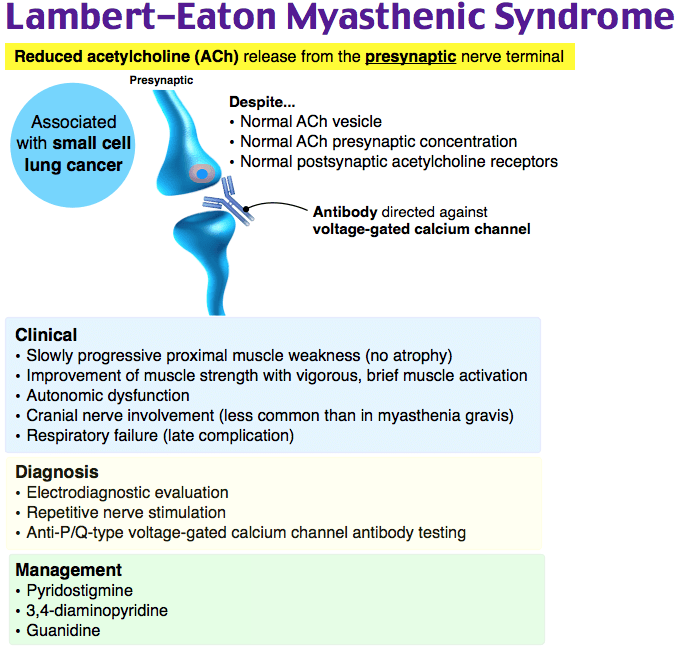 Lambert-Eaton Myasthenic Syndrome
Reduced acetylcholine (ACh) release from the presynaptic nerve terminal
Presynaptic
Associated
with small cell
lung cancer
Despite...
• Normal ACh vesicle
• Normal ACh presynaptic concentration
• Normal postsynaptic acetylcholine receptors
Antibody directed against
voltage-gated calcium channel
Clinical
• Slowly progressive proximal muscle weakness (no atrophy)
• Improvement of muscle strength with vigorous, brief muscle activation
• Autonomic dysfunction
• Cranial nerve involvement (less common than in myasthenia gravis)
• Respiratory failure (late complication)
Diagnosis
• Electrodiagnostic evaluation
• Repetitive nerve stimulation
• Anti-P/Q-type voltage-gated calcium channel antibody testing
Management
• Pyridostigmine
• 3,4-diaminopyridine
• Guanidine